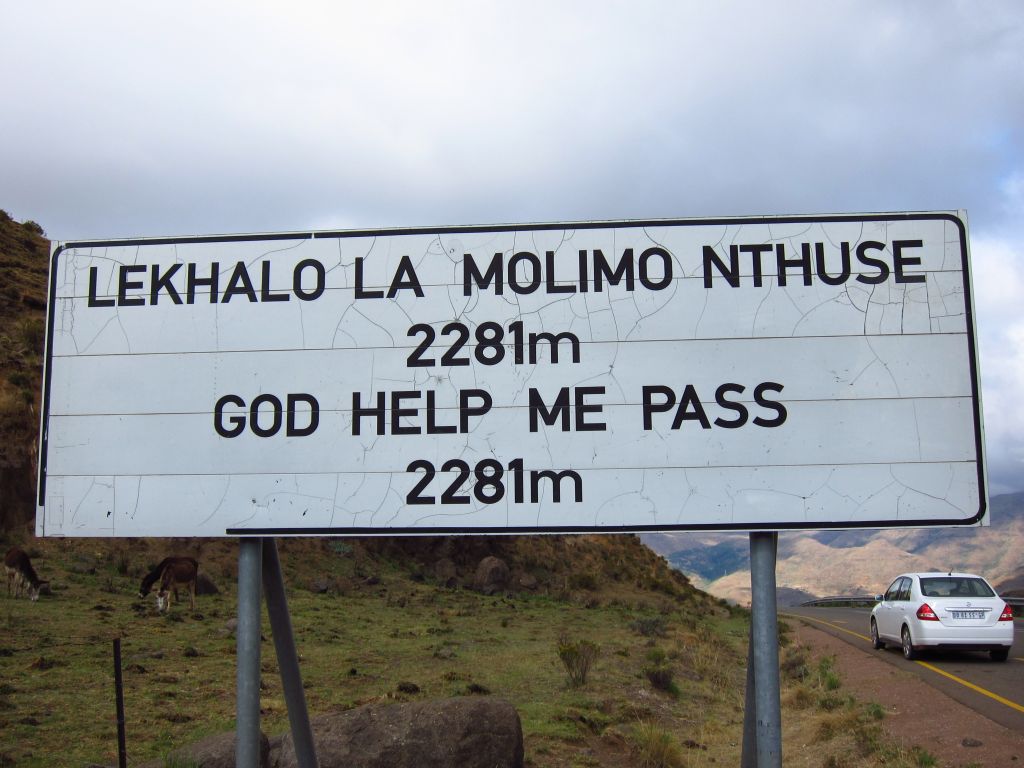 LEKHALO LA MOLIMO NTHUSE
2281m
GOD HELP ME PASS
2281m